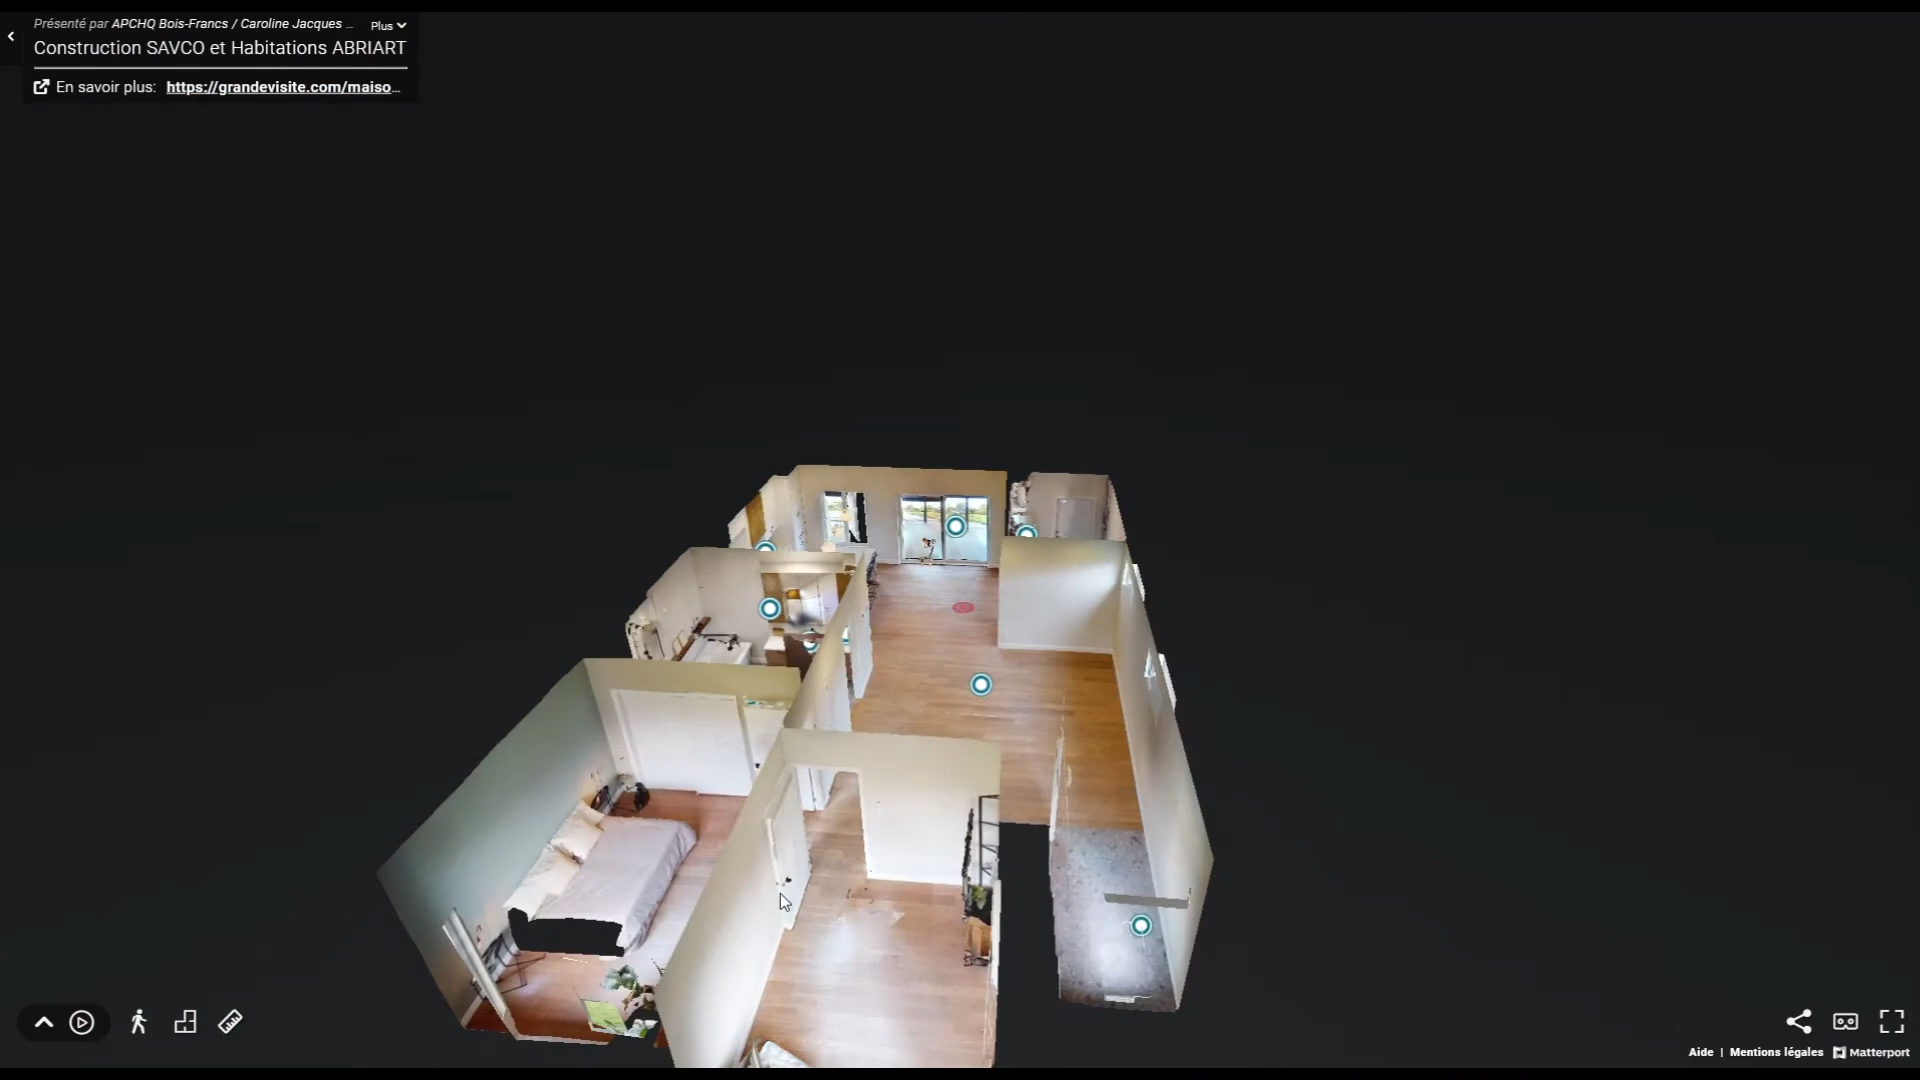 Présenté par APCHQ Bois-Francs / Caroline Jacques ...
Plus
Construction SAVCO et Habitations ABRIART
En savoir plus: https://grandevisite.com/maiso...
Aide | Mentions légales Matterport